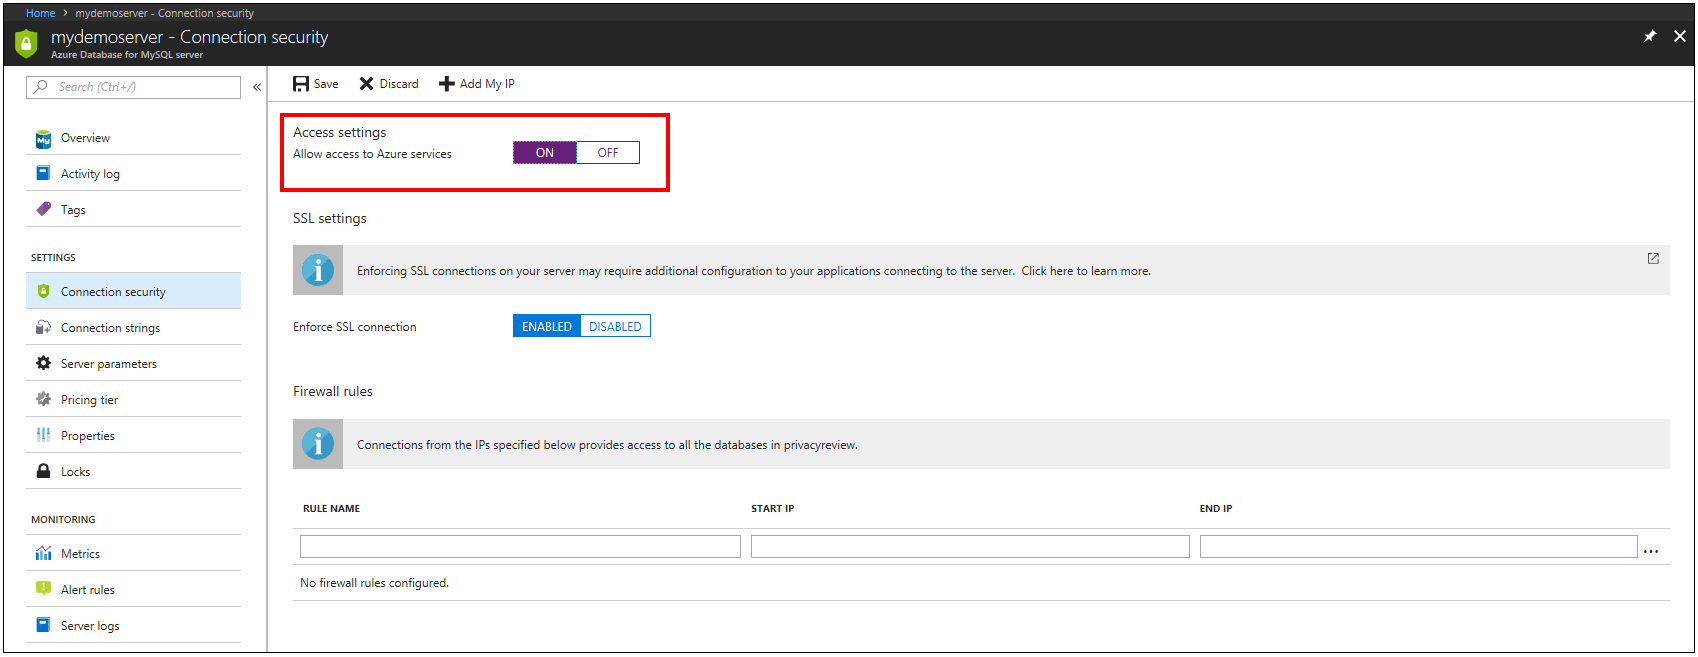 Home > mydemoserver - Connection security
mydemoserver - Connection security
Azure Database for MySQL server
Search (Ctrl+/)
«
Save Discard Add My IP
My Overview
Activity log
Tags
SETTINGS
Connection security
Connection strings
Server parameters
Pricing tier
Properties
Locks
MONITORING
Metrics
Alert rules
Server logs
Access settings
Allow access to Azure services ON OFF
SSL settings
Enforcing SSL connections on your server may require additional configuration to your applications connecting to the server. Click here to learn more.
Enforce SSL connection ENABLED DISABLED
Firewall rules
Connections from the IPs specified below provides access to all the databases in privacyreview.
RULE NAME START IP END IP
...
No firewall rules configured.